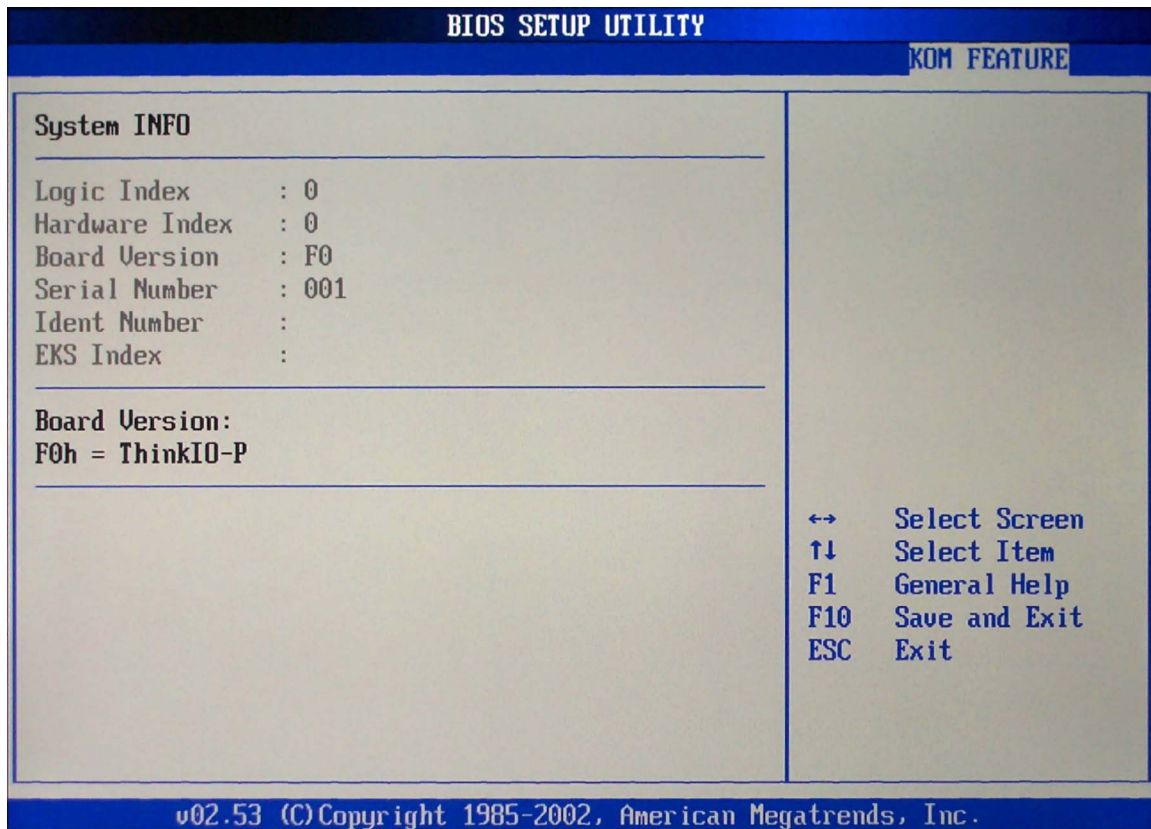 BIOS SETUP UTILITY
KOM FEATURE
System INFO
Logic Index : 0
Hardware Index : 0
Board Version : F0
Serial Number : 001
Ident Number :
EKS Index :
Board Version:
F0h = ThinkIO-P
←→ Select Screen
↑↓ Select Item
F1 General Help
F10 Save and Exit
ESC Exit
v02.53 (C)Copyright 1985-2002, American Megatrends, Inc.